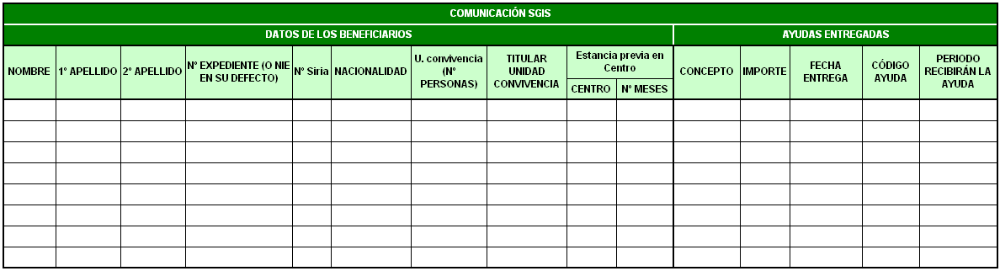 COMUNICACIÓN SGIS
DATOS DE LOS BENEFICIARIOS
AYUDAS ENTREGADAS
NOMBRE
1º APELLIDO
2º APELLIDO
Nº EXPEDIENTE (O NIE
EN SU DEFECTO)
Nº Siria
NACIONALIDAD
U. convivencia
(Nº
PERSONAS)
TITULAR
UNIDAD
CONVIVENCIA
Estancia previa en
Centro
CENTRO
Nº MESES
CONCEPTO
IMPORTE
FECHA
ENTREGA
CÓDIGO
AYUDA
PERIODO
RECIBIRÁN LA
AYUDA